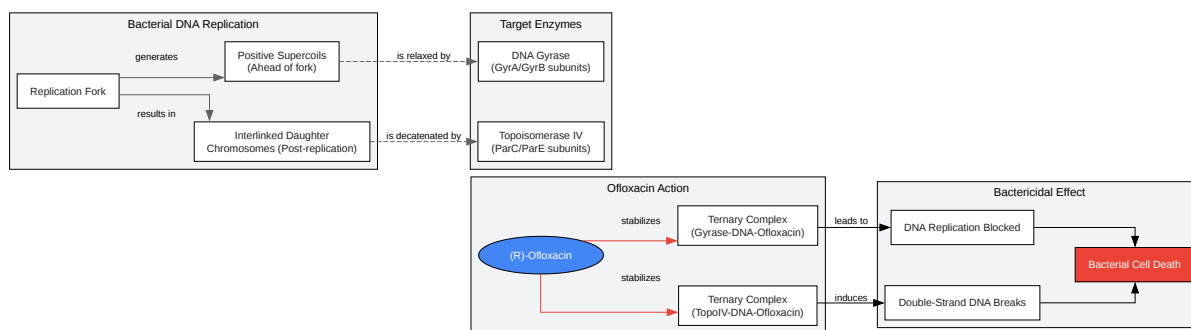 Bacterial DNA Replication
Target Enzymes
generates
Positive Supercoils
(Ahead of fork)
is relaxed by
DNA Gyrase
(GyrA/GyrB subunits)
Replication Fork
results in
Interlinked Daughter
Chromosomes (Post-replication)
is decatenated by
Topoisomerase IV
(ParC/ParE subunits)
Ofloxacin Action
Bactericidal Effect
stabilizes
Ternary Complex
(Gyrase-DNA-Ofloxacin)
leads to
DNA Replication Blocked
(R)-Ofloxacin
Bacterial Cell Death
stabilizes
Ternary Complex
(TopoIV-DNA-Ofloxacin)
induces
Double-Strand DNA Breaks